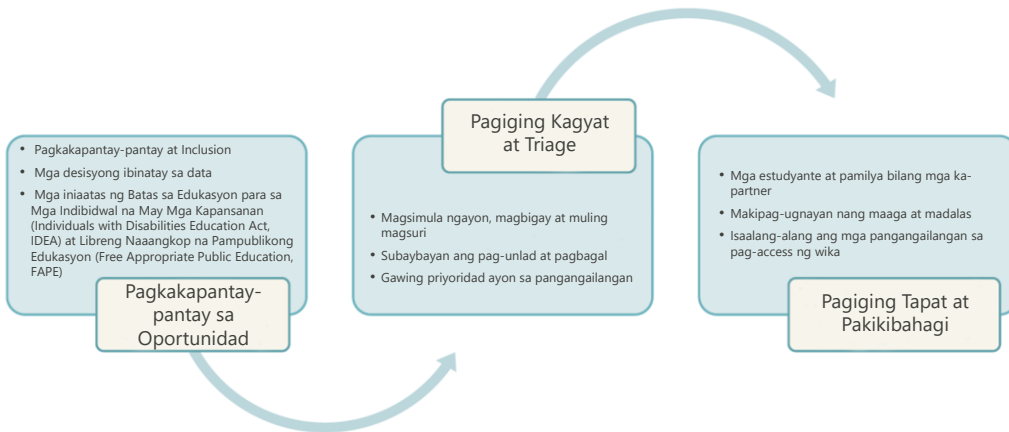 • Pagkakapantay-pantay at Inclusion
• Mga desisyong ibinatay sa data
• Mga iniaatas ng Batas sa Edukasyon para sa
Mga Indibidwal na May Mga Kapansanan
(Individuals with Disabilities Education Act,
IDEA) at Libreng Naaangkop na Pampublikong
Edukasyon (Free Appropriate Public Education,
FAPE)
Pagkakapantay-
pantay sa
Oportunidad
Pagiging Kagyat
at Triage
• Magsimula ngayon, magbigay at muling
magsuri
• Subaybayan ang pag-unlad at pagbagal
• Gawing priyoridad ayon sa pangangailangan
• Mga estudyante at pamilya bilang mga ka-
partner
• Makipag-ugnayan nang maaga at madalas
• Isaalang-alang ang mga pangangailangan sa
pag-access ng wika
Pagiging Tapat at
Pakikibahagi